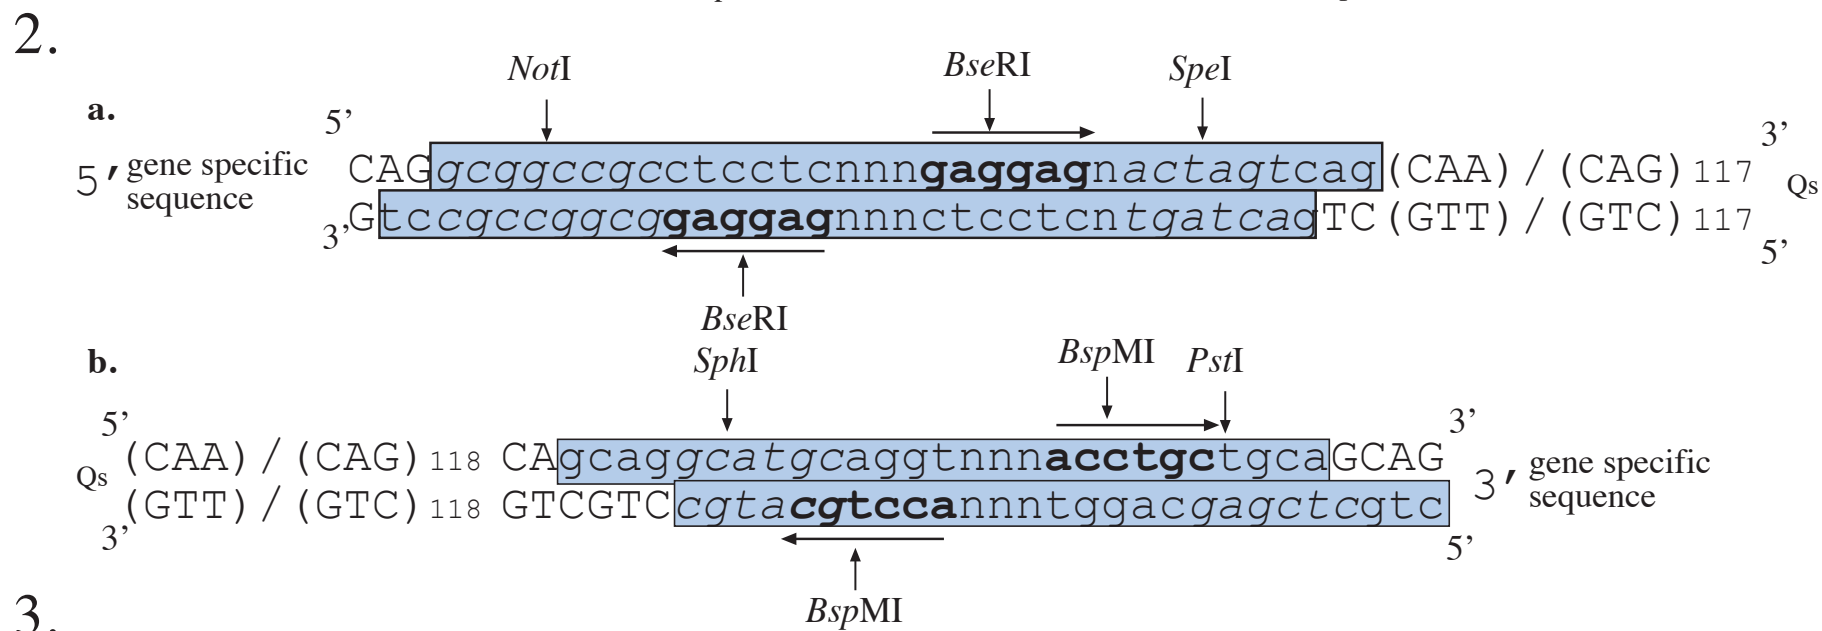 2.
NotI BseRI SpeI
a.
5’ 3’
5’ gene specific sequence CAGgcggccgcctcctcnnngaggagnactagtcag(CAA)/(CAG)117 Qs
3’GtccgccggcggaggagnnnctcctcntgatcagTC(GTT)/(GTC)117
5’
BseRI
b.
SphI BspMI PstI
5’ 3’
Qs (CAA)/(CAG)118 CAgcaggcatgcaggtnnnacctgctgcaGCAG 3’ gene specific sequence
(GTT)/(GTC)118 GTCGTCcgtacgtccannntggacgagctcgtc
3’ 5’
BspMI
3.